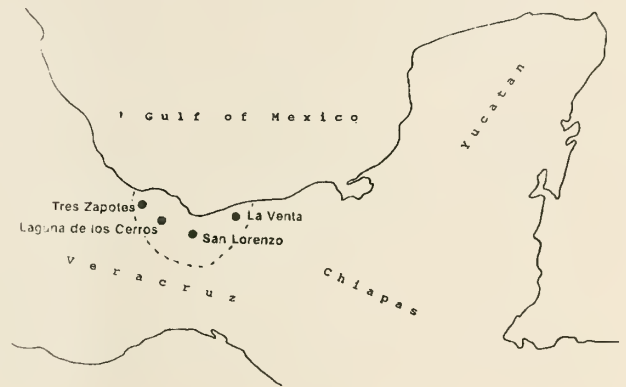 Gulf of Mexico
Yucatan
Tres Zapotes
La Venta
Laguna de los Cerros
San Lorenzo
Veracruz
Chiapas